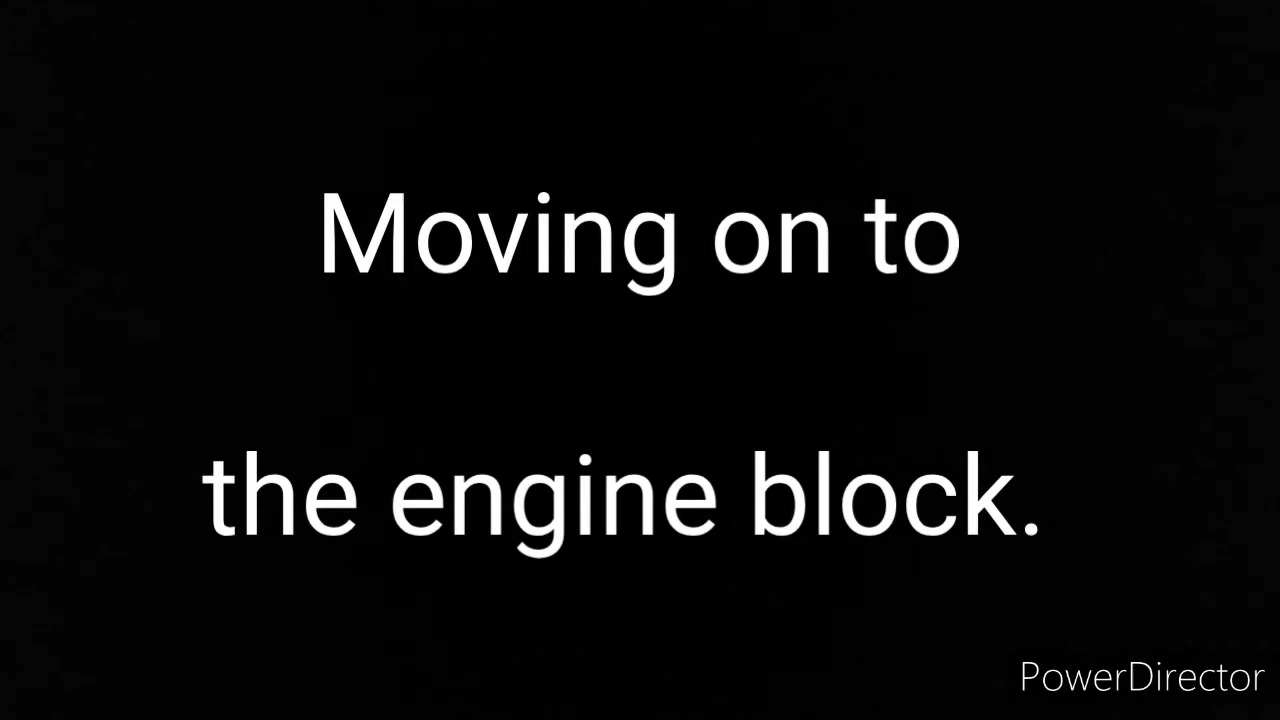 Moving on to
the engine block.
PowerDirector